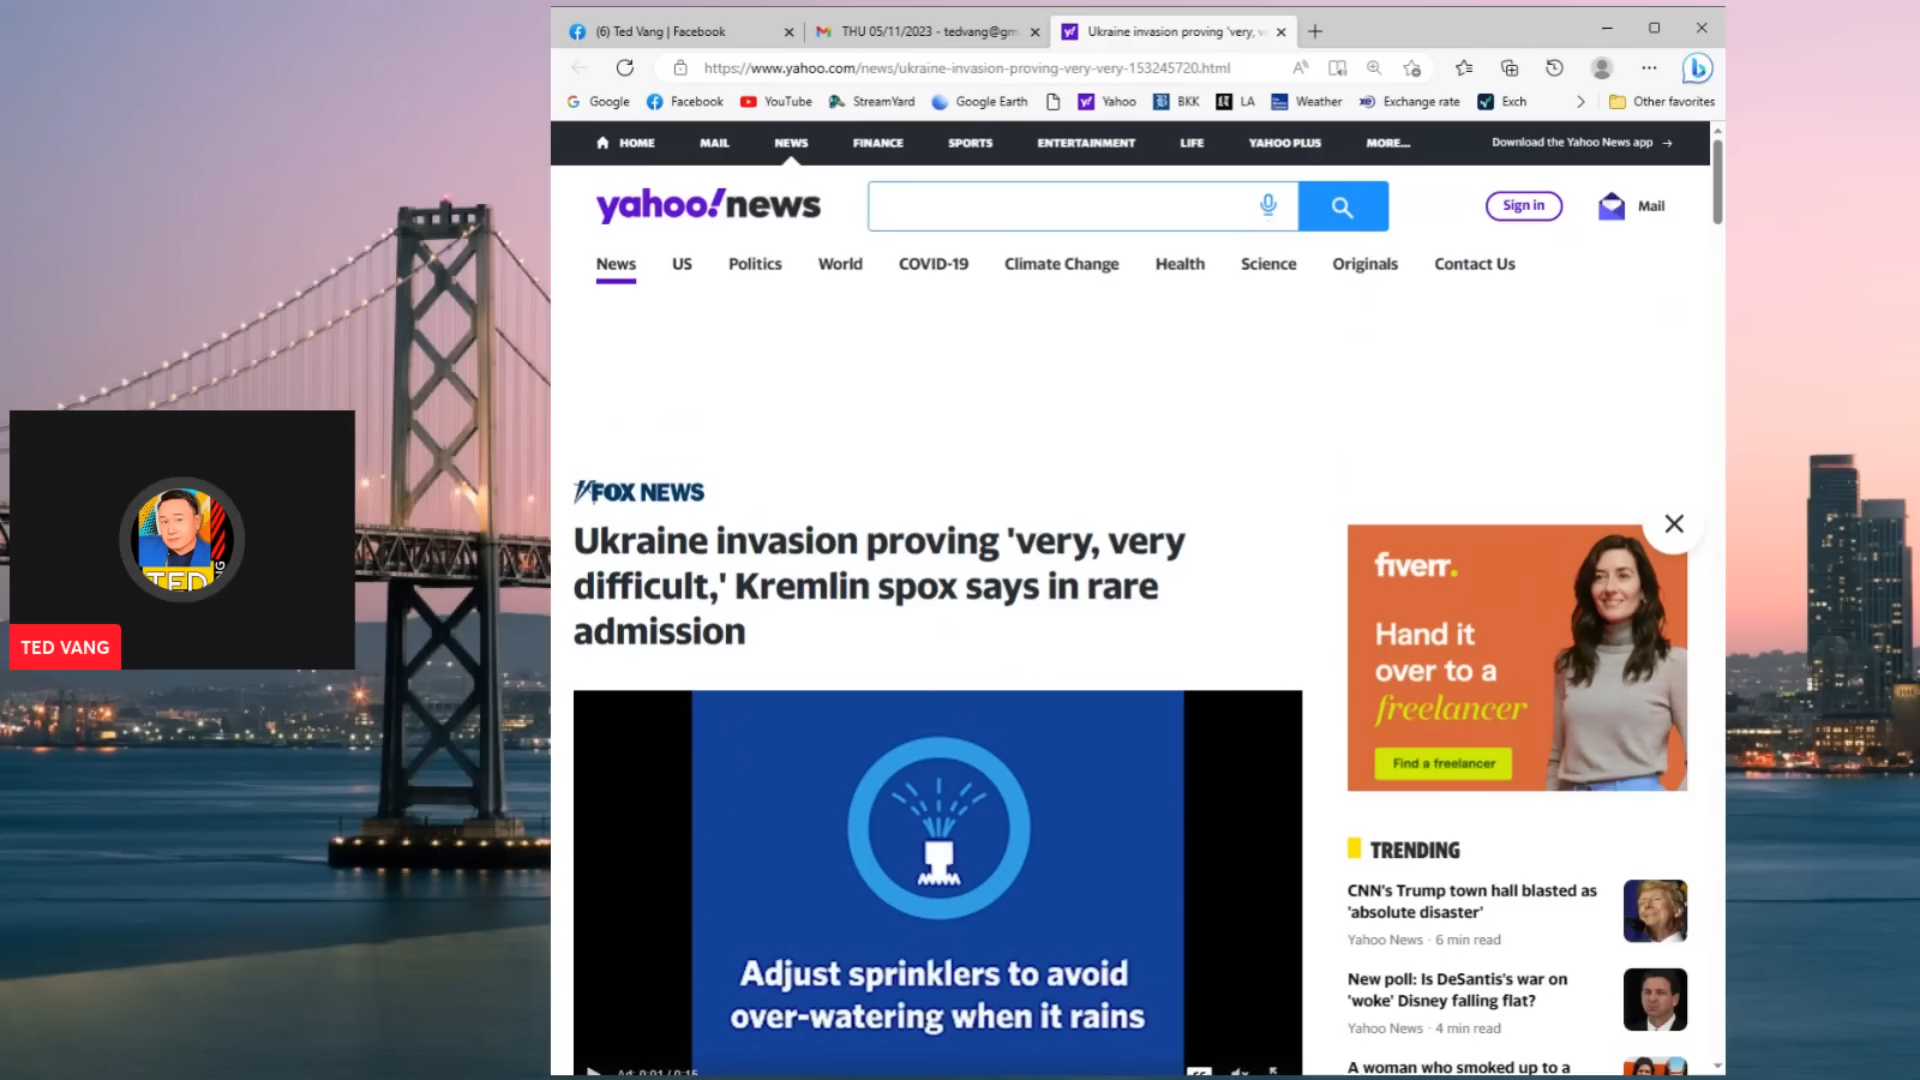 (6) Ted Vang | Facebook
THU 05/11/2023 - tedvang@gm
Ukraine invasion proving 'very, v
https://www.yahoo.com/news/ukraine-invasion-proving-very-very-153245720.html
Google Facebook YouTube StreamYard Google Earth Yahoo BKK LA Weather Exchange rate Exch Other favorites
HOME MAIL NEWS FINANCE SPORTS ENTERTAINMENT LIFE YAHOO PLUS MORE... Download the Yahoo News app →
yahoo!news
Sign in
Mail
News US Politics World COVID-19 Climate Change Health Science Originals Contact Us
FOX NEWS
Ukraine invasion proving 'very, very
difficult,' Kremlin spox says in rare
admission
TED
TED VANG
fiverr.
Hand it
over to a
freelancer
Find a freelancer
Adjust sprinklers to avoid
over-watering when it rains
Ad: 0:01 / 0:15
TRENDING
CNN's Trump town hall blasted as
'absolute disaster'
Yahoo News · 6 min read
New poll: Is DeSantis's war on
'woke' Disney falling flat?
Yahoo News · 4 min read
A woman who smoked up to a